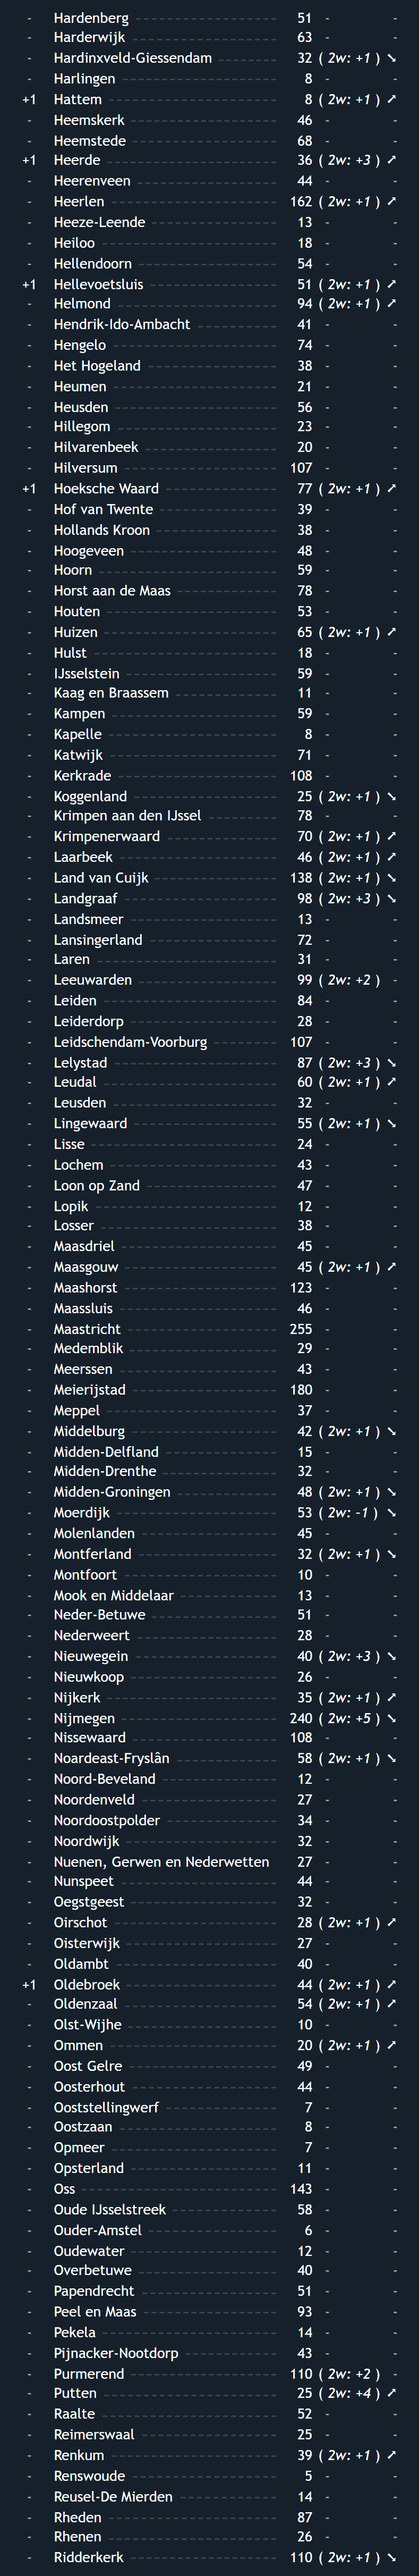 - Hardenberg 51 - -
- Harderwijk 63 - -
- Hardinxveld-Giessendam 32 ( 2w: +1 ) ➘
- Harlingen 8 - -
+1 Hattem 8 ( 2w: +1 ) ➚
- Heemskerk 46 - -
- Heemstede 68 - -
+1 Heerde 36 ( 2w: +3 ) ➚
- Heerenveen 44 - -
- Heerlen 162 ( 2w: +1 ) ➚
- Heeze-Leende 13 - -
- Heiloo 18 - -
- Hellendoorn 54 - -
+1 Hellevoetsluis 51 ( 2w: +1 ) ➚
- Helmond 94 ( 2w: +1 ) ➚
- Hendrik-Ido-Ambacht 41 - -
- Hengelo 74 - -
- Het Hogeland 38 - -
- Heumen 21 - -
- Heusden 56 - -
- Hillegom 23 - -
- Hilvarenbeek 20 - -
- Hilversum 107 - -
+1 Hoeksche Waard 77 ( 2w: +1 ) ➚
- Hof van Twente 39 - -
- Hollands Kroon 38 - -
- Hoogeveen 48 - -
- Hoorn 59 - -
- Horst aan de Maas 78 - -
- Houten 53 - -
- Huizen 65 ( 2w: +1 ) ➚
- Hulst 18 - -
- IJsselstein 59 - -
- Kaag en Braassem 11 - -
- Kampen 59 - -
- Kapelle 8 - -
- Katwijk 71 - -
- Kerkrade 108 - -
- Koggenland 25 ( 2w: +1 ) ➘
- Krimpen aan den IJssel 78 - -
- Krimpenerwaard 70 ( 2w: +1 ) ➚
- Laarbeek 46 ( 2w: +1 ) ➚
- Land van Cuijk 138 ( 2w: +1 ) ➘
- Landgraaf 98 ( 2w: +3 ) ➘
- Landsmeer 13 - -
- Lansingerland 72 - -
- Laren 31 - -
- Leeuwarden 99 ( 2w: +2 ) -
- Leiden 84 - -
- Leiderdorp 28 - -
- Leidschendam-Voorburg 107 - -
- Lelystad 87 ( 2w: +3 ) ➘
- Leudal 60 ( 2w: +1 ) ➚
- Leusden 32 - -
- Lingewaard 55 ( 2w: +1 ) ➘
- Lisse 24 - -
- Lochem 43 - -
- Loon op Zand 47 - -
- Lopik 12 - -
- Losser 38 - -
- Maasdriel 45 - -
- Maasgouw 45 ( 2w: +1 ) ➚
- Maashorst 123 - -
- Maassluis 46 - -
- Maastricht 255 - -
- Medemblik 29 - -
- Meerssen 43 - -
- Meierijstad 180 - -
- Meppel 37 - -
- Middelburg 42 ( 2w: +1 ) ➘
- Midden-Delfland 15 - -
- Midden-Drenthe 32 - -
- Midden-Groningen 48 ( 2w: +1 ) ➘
- Moerdijk 53 ( 2w: -1 ) ➘
- Molenlanden 45 - -
- Montferland 32 ( 2w: +1 ) ➘
- Montfoort 10 - -
- Mook en Middelaar 13 - -
- Neder-Betuwe 51 - -
- Nederweert 28 - -
- Nieuwegein 40 ( 2w: +3 ) ➘
- Nieuwkoop 26 - -
- Nijkerk 35 ( 2w: +1 ) ➚
- Nijmegen 240 ( 2w: +5 ) ➘
- Nissewaard 108 - -
- Noardeast-Fryslân 58 ( 2w: +1 ) ➘
- Noord-Beveland 12 - -
- Noordenveld 27 - -
- Noordoostpolder 34 - -
- Noordwijk 32 - -
- Nuenen, Gerwen en Nederwetten 27 - -
- Nunspeet 44 - -
- Oegstgeest 32 - -
- Oirschot 28 ( 2w: +1 ) ➚
- Oisterwijk 27 - -
- Oldambt 40 - -
+1 Oldebroek 44 ( 2w: +1 ) ➚
- Oldenzaal 54 ( 2w: +1 ) ➚
- Olst-Wijhe 10 - -
- Ommen 20 ( 2w: +1 ) ➚
- Oost Gelre 49 - -
- Oosterhout 44 - -
- Ooststellingwerf 7 - -
- Oostzaan 8 - -
- Opmeer 7 - -
- Opsterland 11 - -
- Oss 143 - -
- Oude IJsselstreek 58 - -
- Ouder-Amstel 6 - -
- Oudewater 12 - -
- Overbetuwe 40 - -
- Papendrecht 51 - -
- Peel en Maas 93 - -
- Pekela 14 - -
- Pijnacker-Nootdorp 43 - -
- Purmerend 110 ( 2w: +2 ) -
- Putten 25 ( 2w: +4 ) ➚
- Raalte 52 - -
- Reimerswaal 25 - -
- Renkum 39 ( 2w: +1 ) ➚
- Renswoude 5 - -
- Reusel-De Mierden 14 - -
- Rheden 87 - -
- Rhenen 26 - -
- Ridderkerk 110 ( 2w: +1 ) ➘